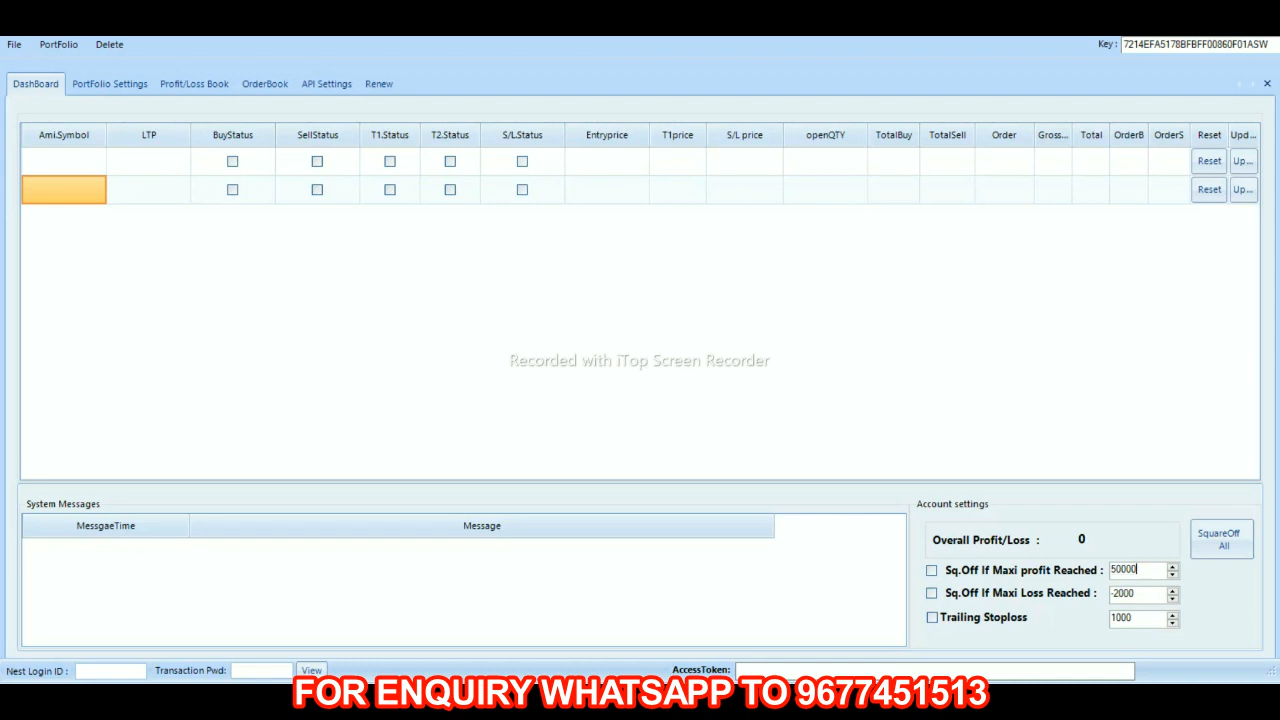 File PortFolio Delete Key : 7214EFA5178BFBFF00860F01ASW
DashBoard PortFolio Settings Profit/Loss Book OrderBook API Settings Renew
Ami.Symbol LTP BuyStatus SellStatus T1.Status T2.Status S/L.Status Entryprice T1price S/L price openQTY TotalBuy TotalSell Order Gross... Total OrderB OrderS Reset Upd...
Reset Up...
Reset Up...
Recorded with iTop Screen Recorder
System Messages
MessgaeTime Message
Account settings
Overall Profit/Loss : 0
SquareOff All
Sq.Off If Maxi profit Reached : 50000
Sq.Off If Maxi Loss Reached : -2000
Trailing Stoploss 1000
Nest Login ID : Transaction Pwd: View AccessToken:
FOR ENQUIRY WHATSAPP TO 9677451513